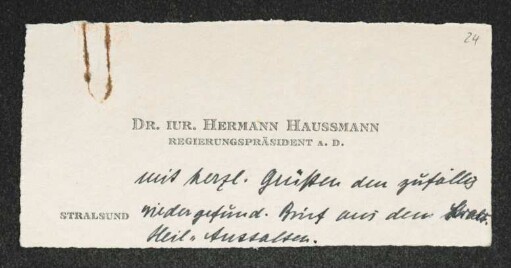 24
DR. IUR. HERMANN HAUSSMANN
REGIERUNGSPRÄSIDENT A. D.
mit herzl. Grüßen den zufällig
STRALSUND wiedergefund. Brief aus den
Heil- Anstalten.